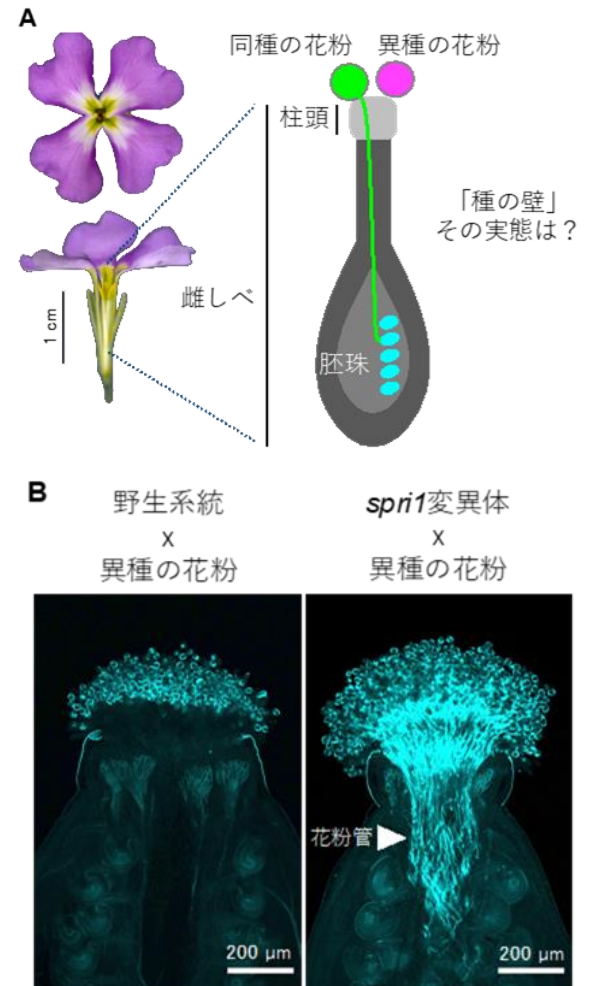 A
同種の花粉 異種の花粉
柱頭
「種の壁」
その実態は？
雌しべ
1 cm
胚珠
B
野生系統
x
異種の花粉
spri1変異体
x
異種の花粉
花粉管
200 μm
200 μm